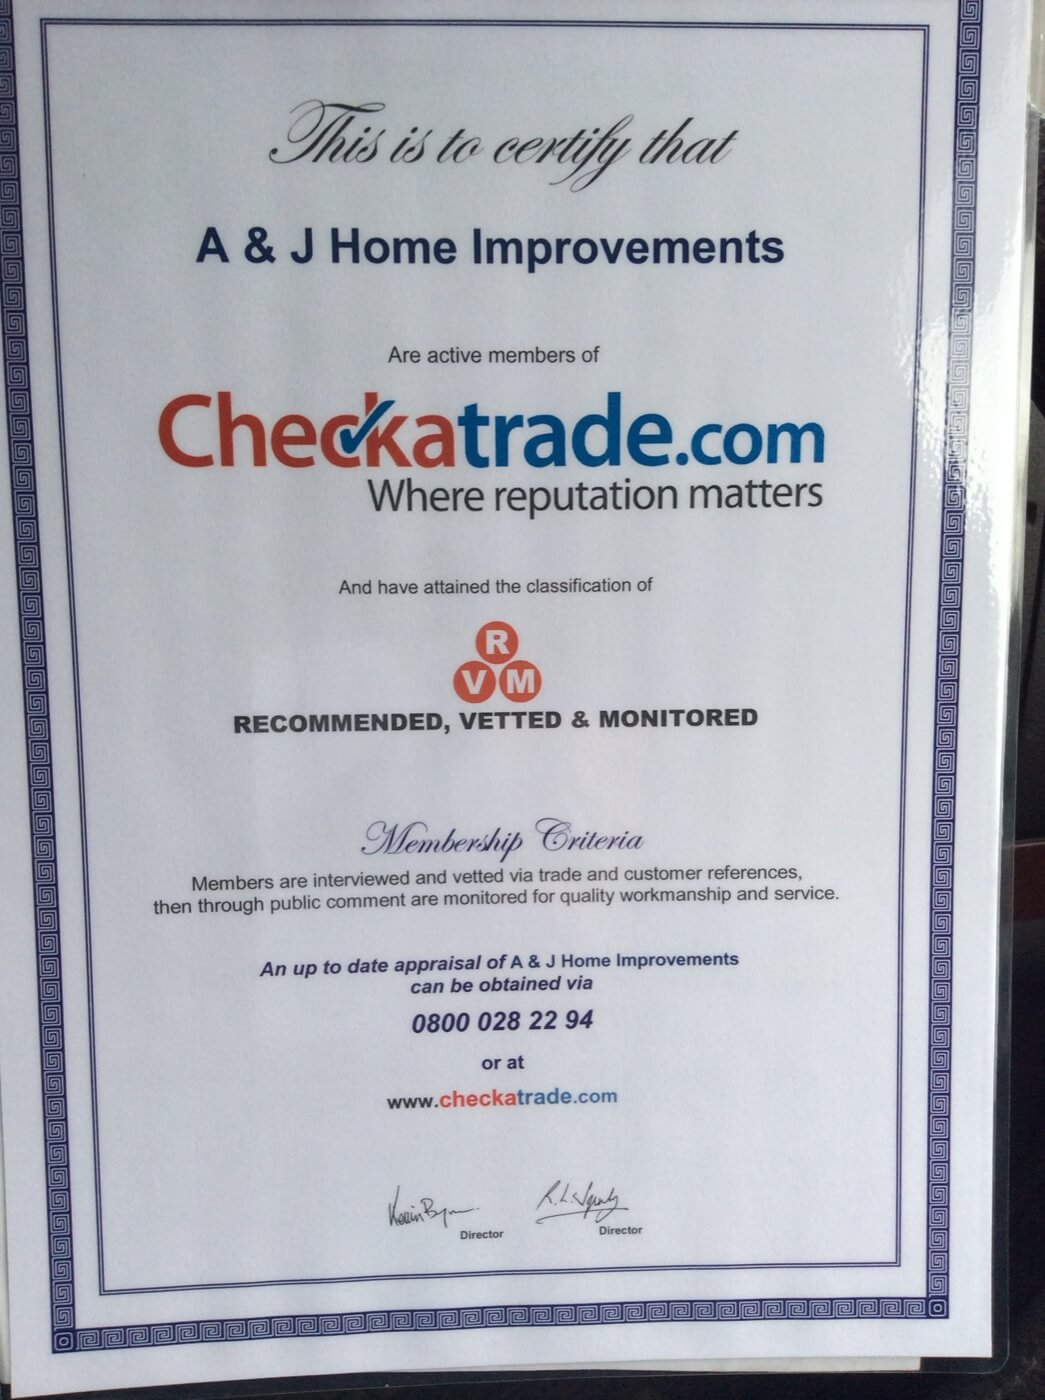 This is to certify that
A & J Home Improvements
Are active members of
Checkatrade.com
Where reputation matters
And have attained the classification of
R
V M
RECOMMENDED, VETTED & MONITORED
Membership Criteria
Members are interviewed and vetted via trade and customer references,
then through public comment are monitored for quality workmanship and service.
An up to date appraisal of A & J Home Improvements
can be obtained via
0800 028 22 94
or at
www.checkatrade.com
Director
Director